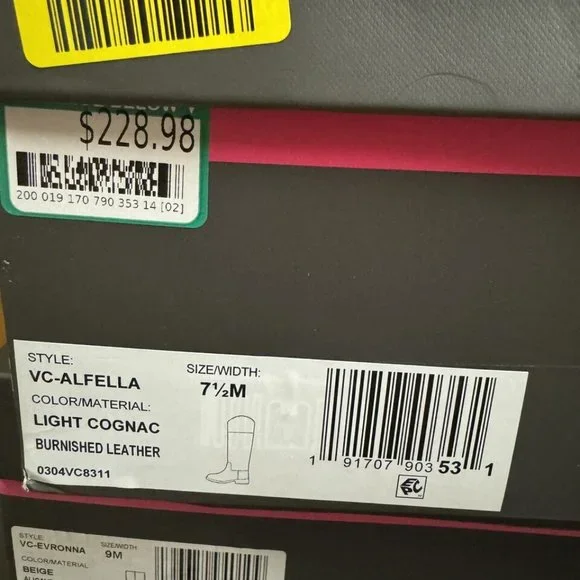 $228.98
200 019 170 790 353 14 [02]
STYLE:
VC-ALFELLA
COLOR/MATERIAL:
LIGHT COGNAC
BURNISHED LEATHER
0304VC8311
SIZE/WIDTH:
7½M
1 91707 903 53 1
STYLE:
VC-EVRONNA
COLOR/MATERIAL:
BEIGE
SIZE/WIDTH:
9M